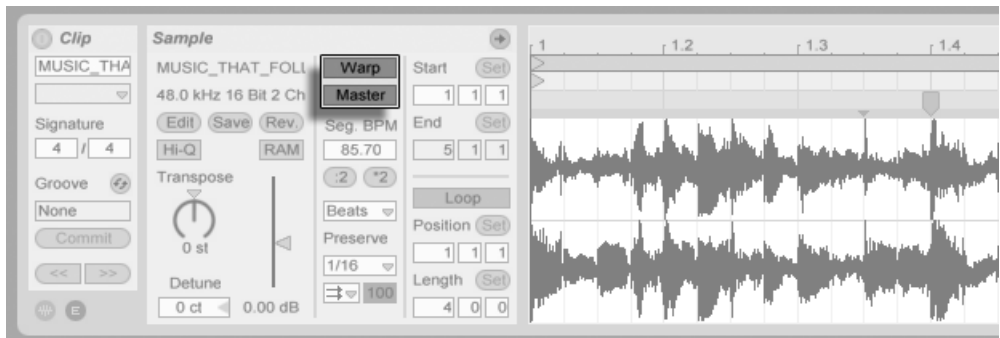 Clip
MUSIC_THA
Signature
4 / 4
Groove
None
Commit
<< >>
E
Sample
MUSIC_THAT_FOLL
48.0 kHz 16 Bit 2 Ch
Edit Save Rev.
Hi-Q RAM
Transpose
0 st
Detune
0 ct 0.00 dB
Warp
Master
Seg. BPM
85.70
:2 *2
Beats
Preserve
1/16
100
Start Set
1 1 1
End Set
5 1 1
Loop
Position Set
1 1 1
Length Set
4 0 0
1 1.2 1.3 1.4